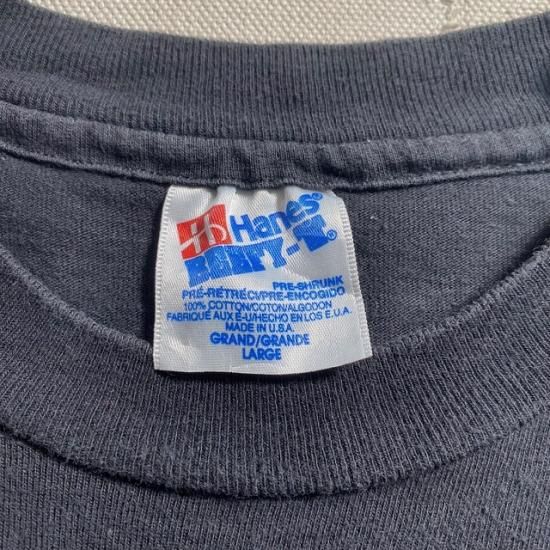 Hanes®
BEEFY-T®
PRE-SHRUNK
PRÉ-RÉTRÉCI/PRE-ENCOGIDO
100% COTTON/COTON/ALGODON
FABRIQUÉ AUX É-U/HECHO EN LOS E.U.A.
MADE IN U.S.A.
GRAND/GRANDE
LARGE